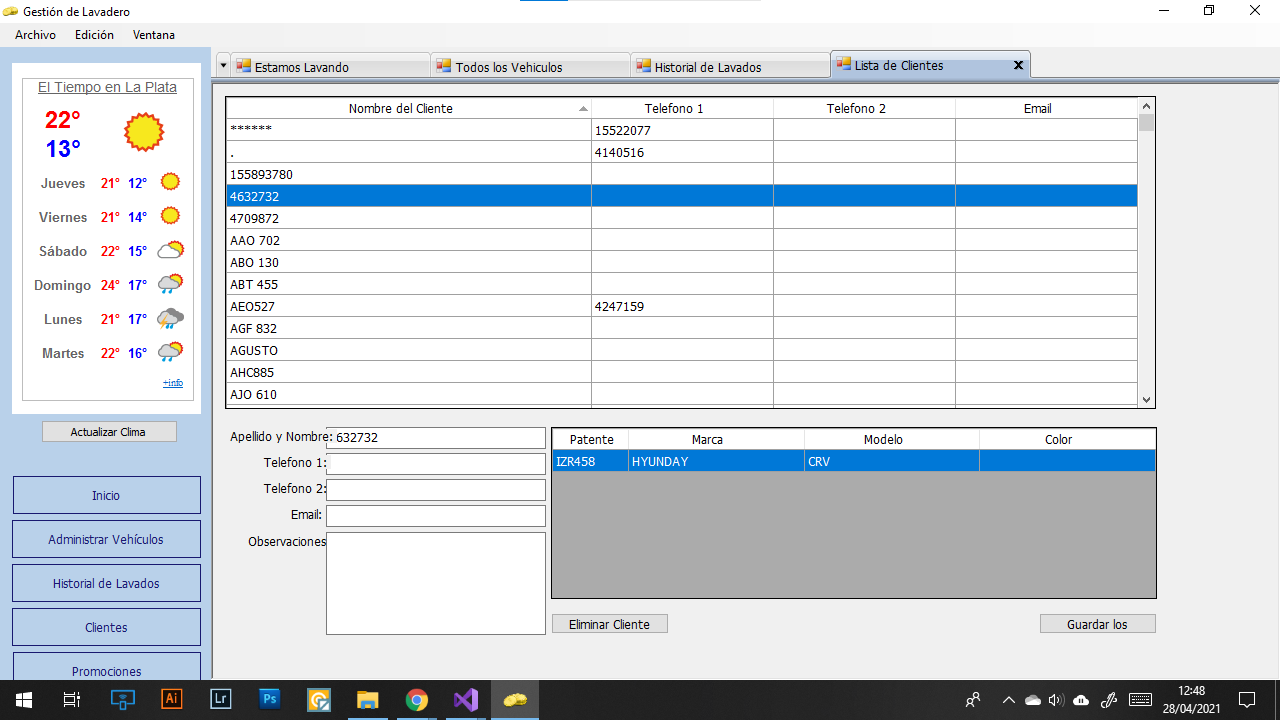 Gestión de Lavadero
Archivo Edición Ventana
Estamos Lavando Todos los Vehiculos Historial de Lavados Lista de Clientes
El Tiempo en La Plata
22°
13°
Jueves 21° 12°
Viernes 21° 14°
Sábado 22° 15°
Domingo 24° 17°
Lunes 21° 17°
Martes 22° 16°
+info
Actualizar Clima
Inicio
Administrar Vehículos
Historial de Lavados
Clientes
Promociones
Nombre del Cliente Telefono 1 Telefono 2 Email
****** 15522077
. 4140516
155893780
4632732
4709872
AAO 702
ABO 130
ABT 455
AEO527 4247159
AGF 832
AGUSTO
AHC885
AJO 610
Apellido y Nombre: 632732
Telefono 1:
Telefono 2:
Email:
Observaciones
Patente Marca Modelo Color
IZR458 HYUNDAY CRV
Eliminar Cliente Guardar los
Ai Lr Ps
12:48
28/04/2021